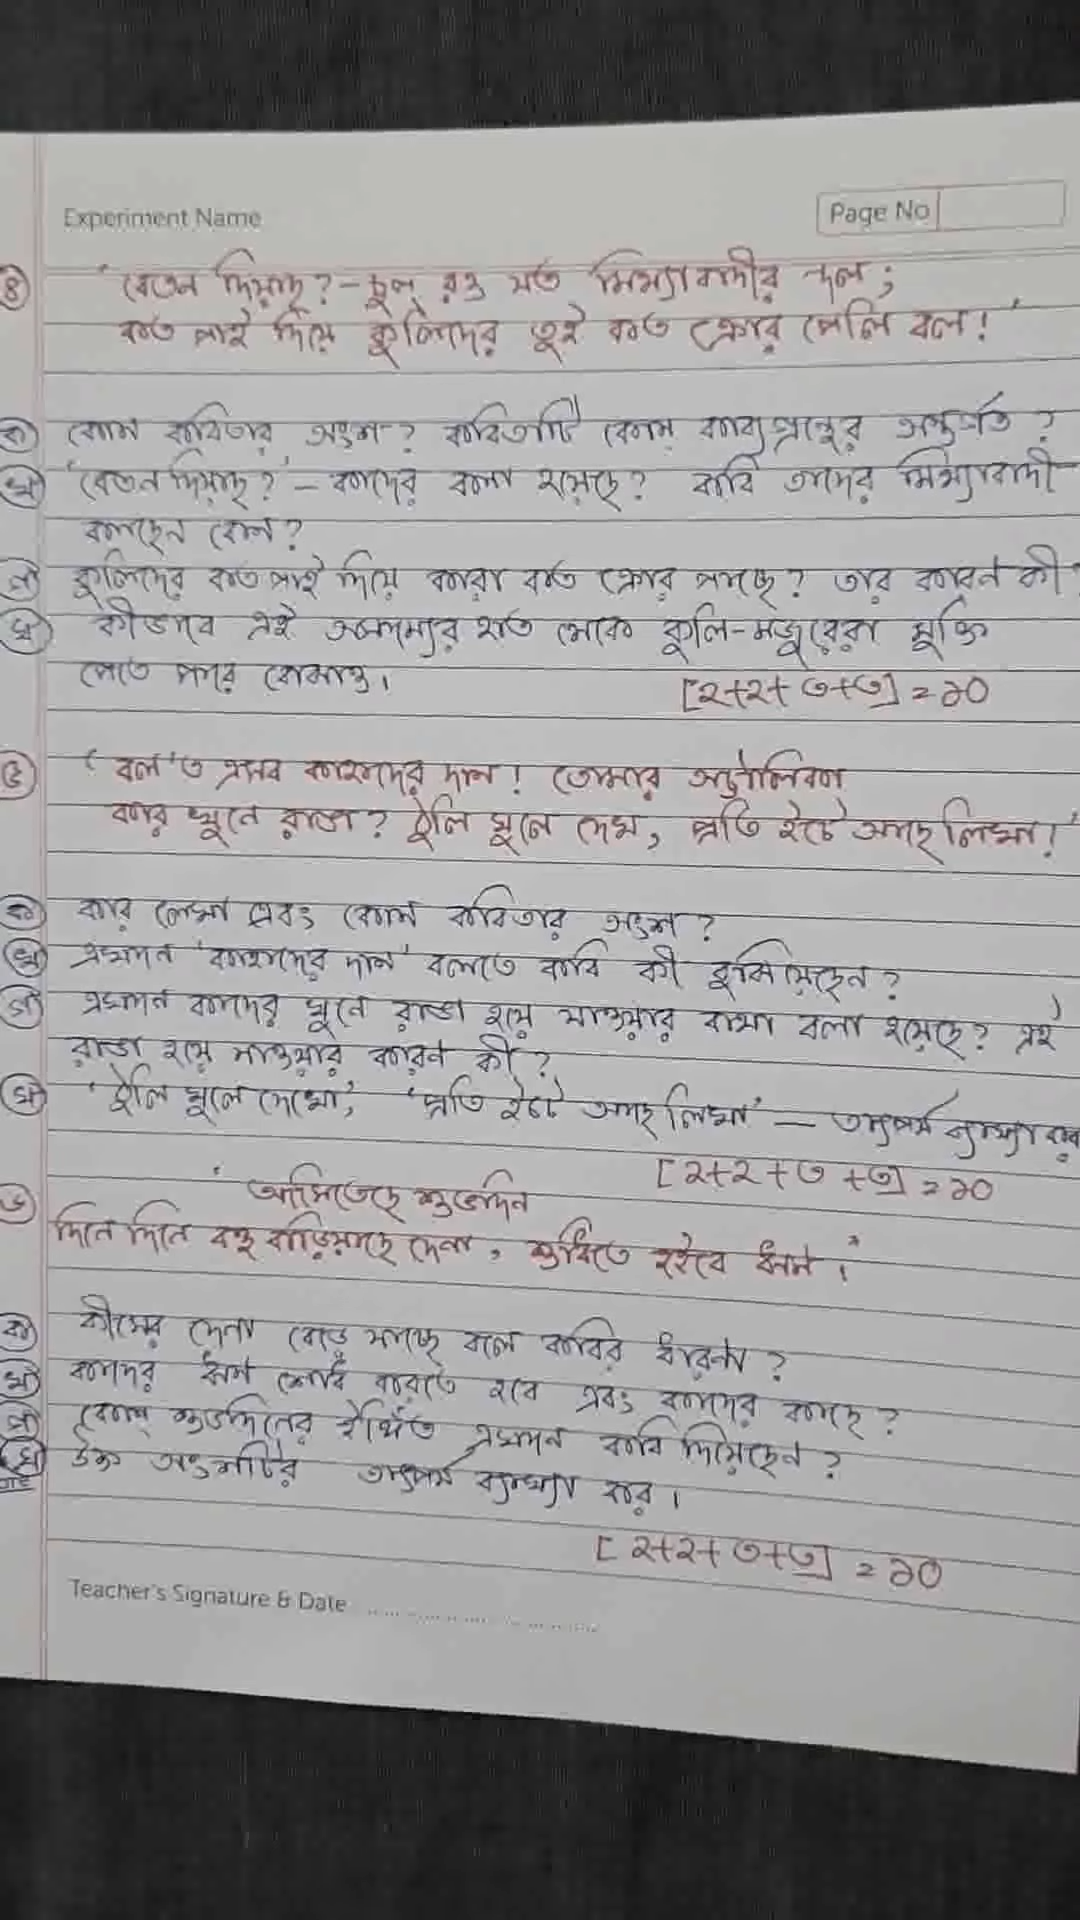 Experiment Name
Page No
৪ 'বেতন দিয়াছ? - চুপ রও যত মিথ্যাবাদীর দল;
কত পাই দিয়ে কুলিদের তুই কত ক্রোর পেলি বল!'
ক কোন কবিতার অংশ? কবিতাটি কোন কাব্যগ্রন্থের অন্তর্গত?
খ 'বেতন দিয়াছ?' - কাদের বলা হয়েছে? কবি তাদের মিথ্যাবাদী
বলছেন কেন?
গ কুলিদের কত পাই দিয়ে কারা কত ক্রোর পাচ্ছে? তার কারণ কী?
ঘ কীভাবে এই অসাম্যের হাত থেকে কুলি-মজুরেরা মুক্তি
পেতে পারে বোঝাও।
[২+২+৩+৩] = ১০
৫ 'বল'ত এসব কাহাদের দান! তোমার অট্টালিকা
কার খুনে রাঙা? ঠুলি খুলে দেখ, প্রতি ইটে আছে লিখা!'
ক কার লেখা এবং কোন কবিতার অংশ?
খ এখানে 'কাহাদের দান' বলতে কবি কী বুঝিয়েছেন?
গ এখানে কাদের খুনে রাঙা হয়ে যাওয়ার কথা বলা হয়েছে? এই
রাঙা হয়ে যাওয়ার কারণ কী?
ঘ 'ঠুলি খুলে দেখো', 'প্রতি ইটে আছে লিখা' — তাৎপর্য ব্যাখ্যা কর
[২+২+৩+৩] = ১০
৬ 'আসিতেছে শুভদিন
দিনে দিনে বহু বাড়িয়াছে দেনা, শুধিতে হইবে ঋণ।'
ক কীসের দেনা বেড়ে যাচ্ছে বলে কবির ধারণা?
খ কাদের ঋণ শোধ করতে হবে এবং কাদের কাছে?
গ কোন্ শুভদিনের ইঙ্গিত এখানে কবি দিয়েছেন?
ঘ উক্ত অংশটির তাৎপর্য ব্যাখ্যা কর।
[২+২+৩+৩] = ১০
Teacher's Signature & Date